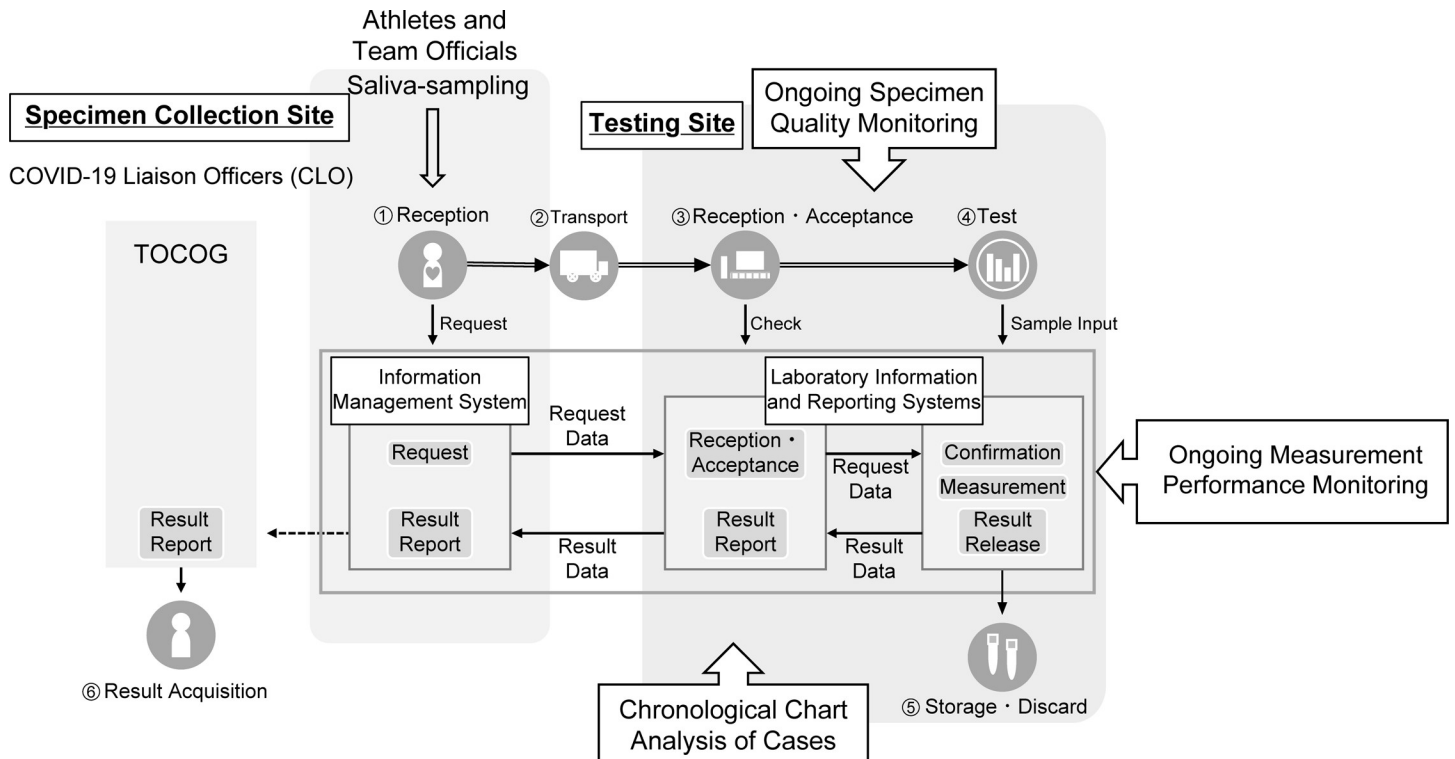 Athletes and
Team Officials
Saliva-sampling
Specimen Collection Site
COVID-19 Liaison Officers (CLO)
Testing Site
Ongoing Specimen
Quality Monitoring
①Reception
②Transport
③Reception・Acceptance
④Test
TOCOG
Request
Check
Sample Input
Information
Management System
Laboratory Information
and Reporting Systems
Request
Data
Request
Reception・
Acceptance
Request
Data
Confirmation
Measurement
Ongoing Measurement
Performance Monitoring
Result
Report
Result
Report
Result
Data
Result
Report
Result
Data
Result
Release
⑥Result Acquisition
⑤Storage・Discard
Chronological Chart
Analysis of Cases